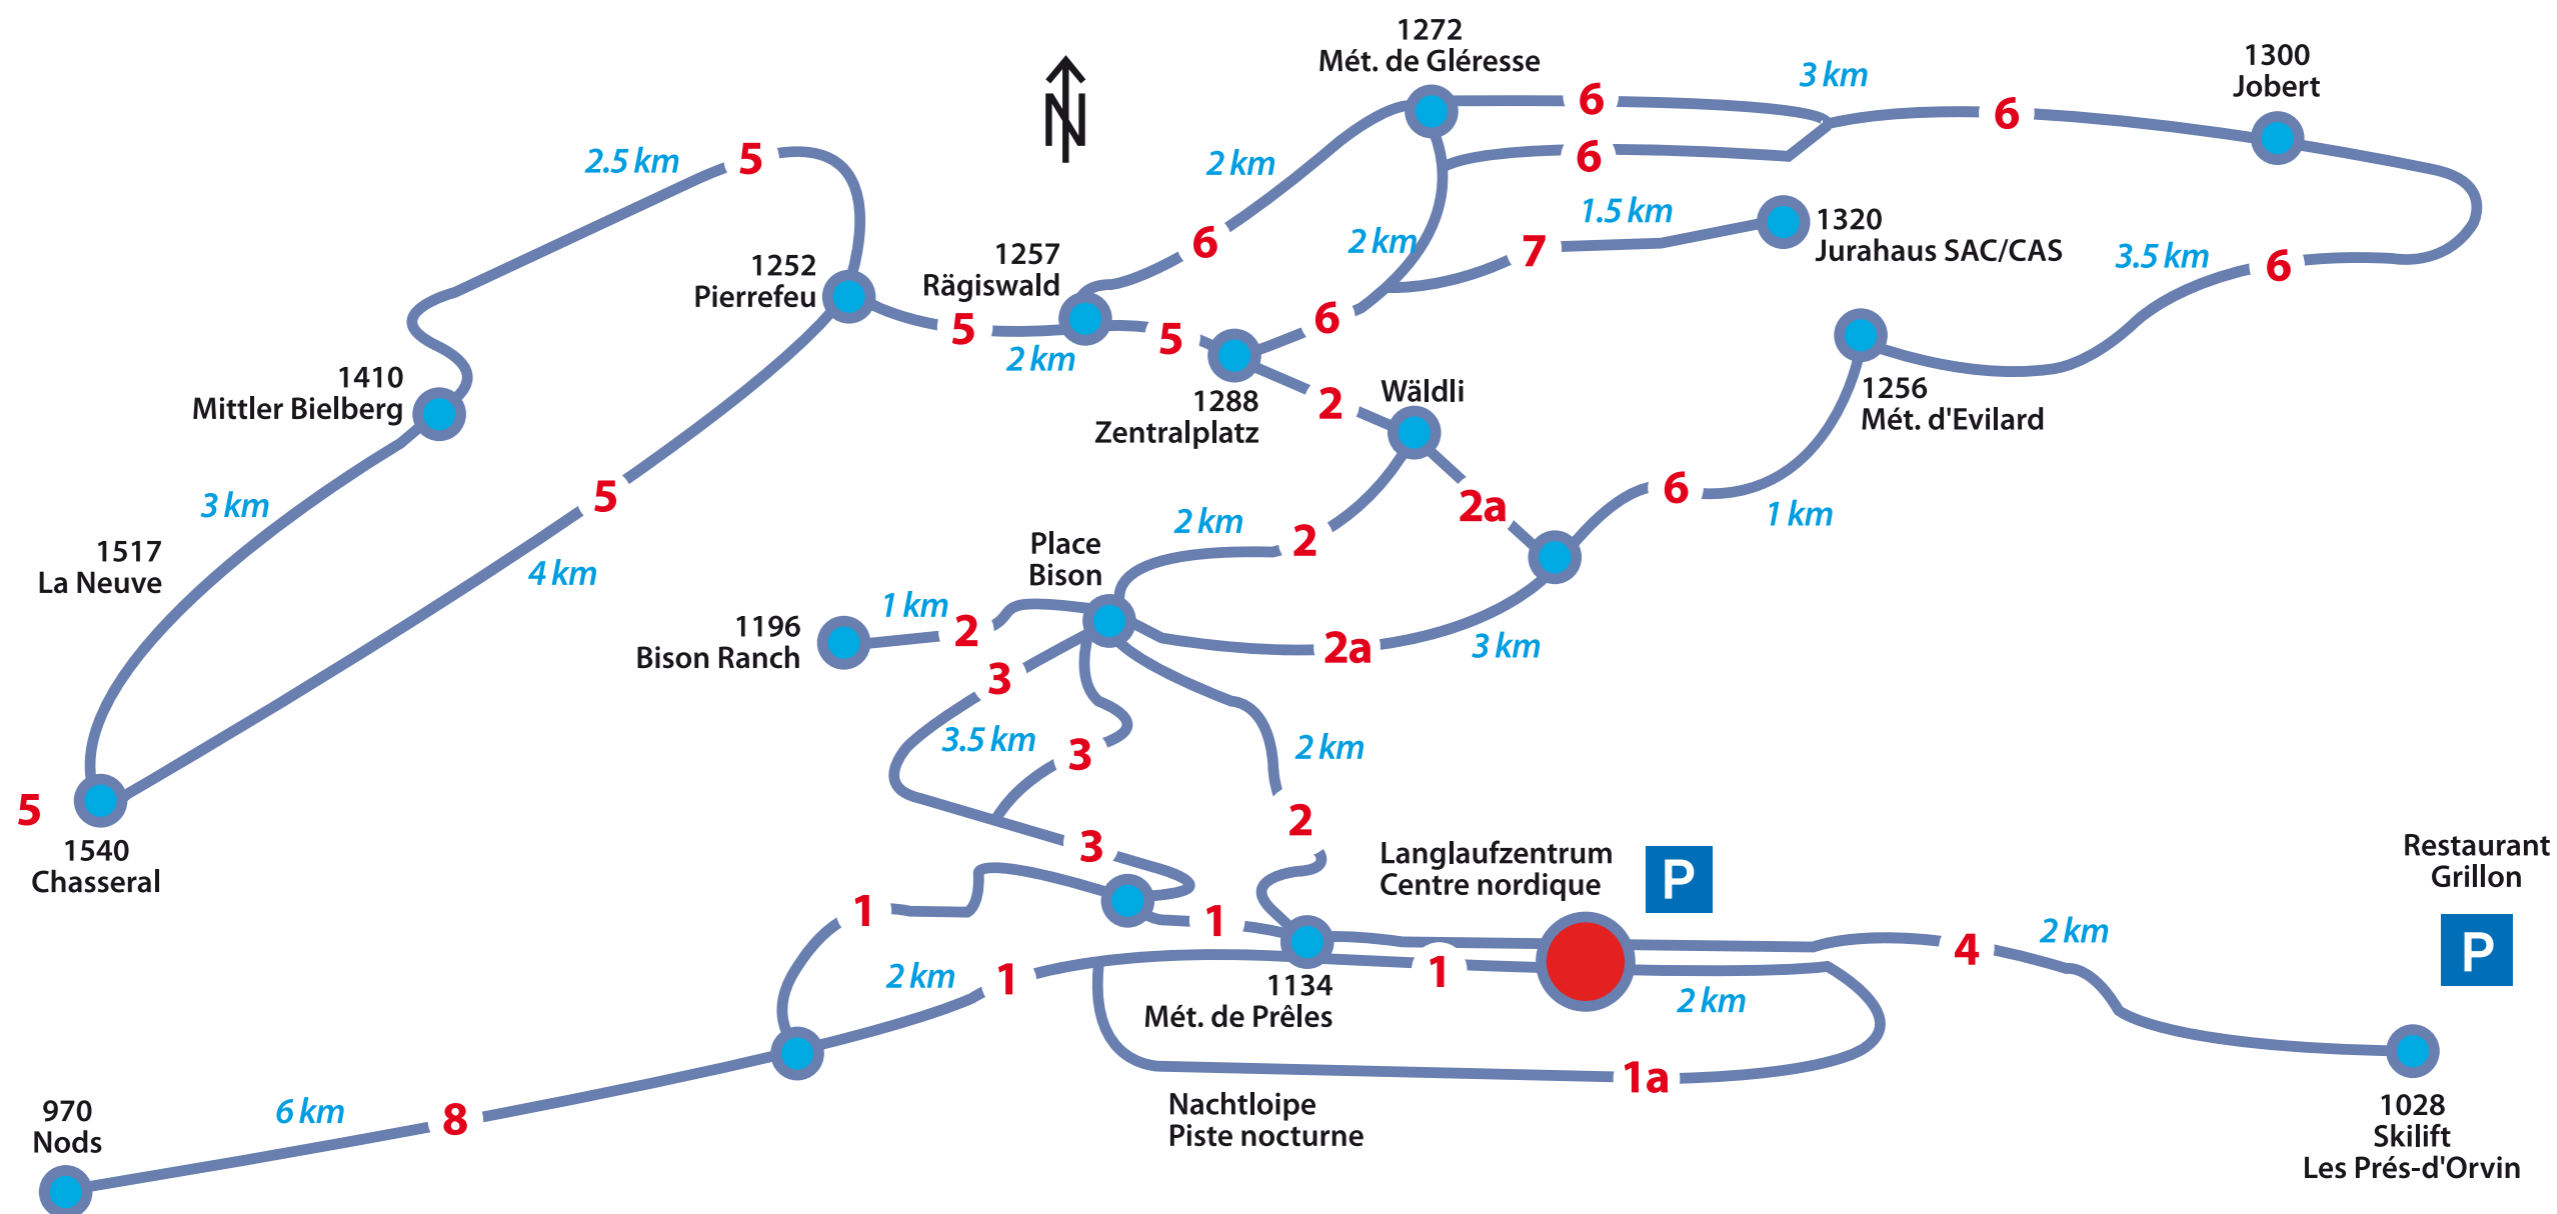 1272
Mét. de Gléresse
3 km
1300
Jobert
N
6
6
6
2.5 km
5
2 km
6
1.5 km
1320
Jurahaus SAC/CAS
2 km
7
6
3.5 km
6
1257
Rägiswald
1252
Pierrefeu
5
2 km
5
6
1288
Zentralplatz
2
Wäldli
1256
Mét. d'Evilard
1410
Mittler Bielberg
3 km
5
4 km
1517
La Neuve
2a
6
1 km
2 km
2
Place
Bison
1 km
2
1196
Bison Ranch
2a
3 km
3
3.5 km
3
2 km
2
3
5
1540
Chasseral
Langlaufzentrum
Centre nordique
P
Restaurant
Grillon
P
1
1
4
2 km
2 km
1
1
2 km
1134
Mét. de Prêles
1a
Nachtloipe
Piste nocturne
970
Nods
6 km
8
1028
Skilift
Les Prés-d'Orvin